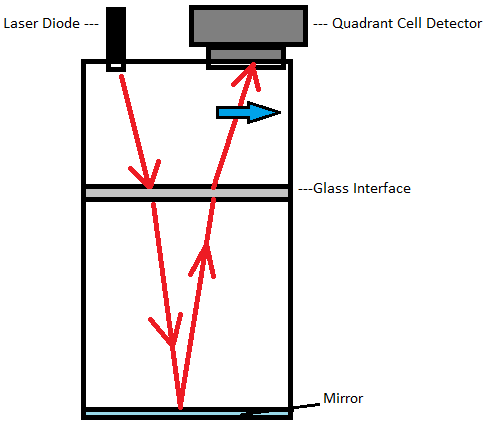 Laser Diode ---
--- Quadrant Cell Detector
---Glass Interface
Mirror